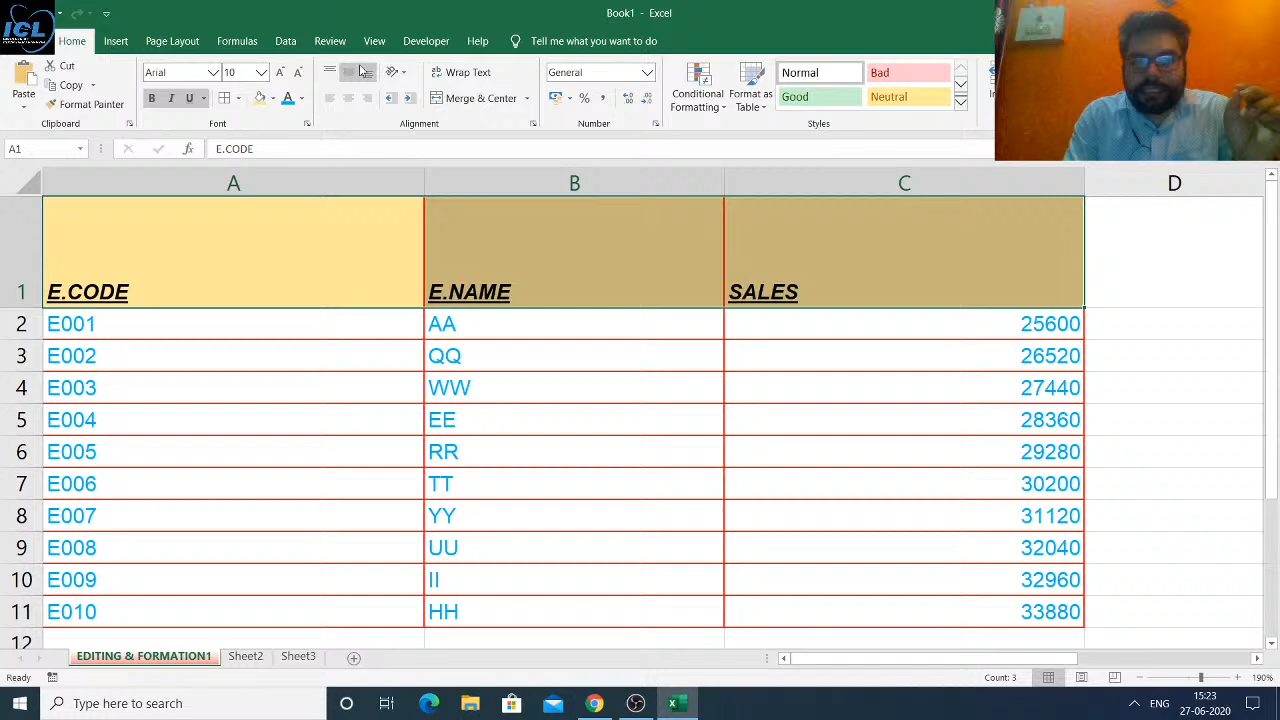 Book1 - Excel
ICL
Home Insert Page Layout Formulas Data Review View Developer Help Tell me what you want to do
Paste
Cut
Copy
Format Painter
Clipboard
Arial 10
B I U
Font
Wrap Text
Merge & Center
Alignment
General
% ,
Number
Conditional Formatting
Format as Table
Normal Bad
Good Neutral
Styles
A1 fx E.CODE
A B C D
1 E.CODE E.NAME SALES
2 E001 AA 25600
3 E002 QQ 26520
4 E003 WW 27440
5 E004 EE 28360
6 E005 RR 29280
7 E006 TT 30200
8 E007 YY 31120
9 E008 UU 32040
10 E009 II 32960
11 E010 HH 33880
12
EDITING & FORMATION1 Sheet2 Sheet3
Ready Count: 3 190%
Type here to search
ENG 15:23
27-06-2020